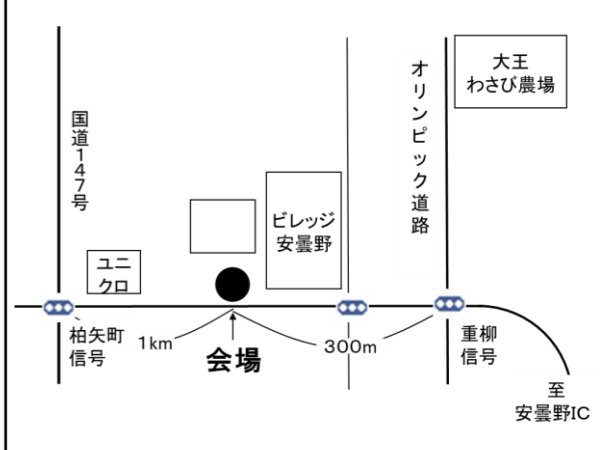 国道147号
オリンピック道路
大王
わさび農場
ビレッジ
安曇野
ユニ
クロ
柏矢町
信号
1km
会場
300m
重柳
信号
至
安曇野IC